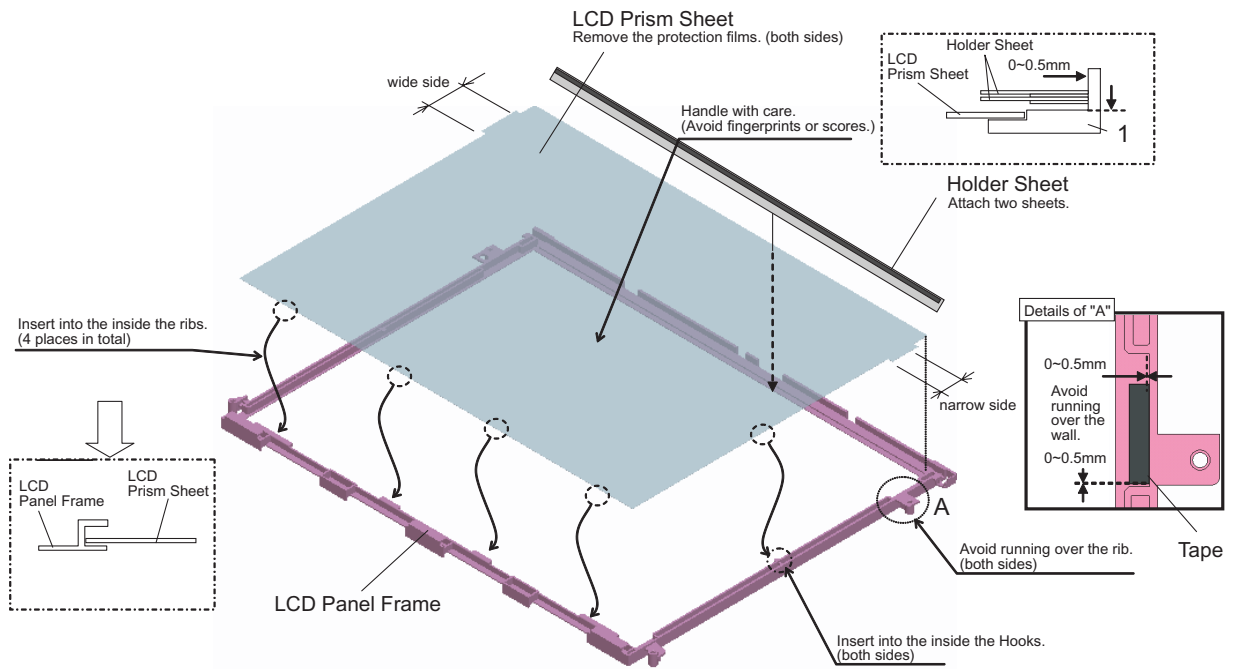 LCD Prism Sheet
Remove the protection films. (both sides)
wide side
Handle with care.
(Avoid fingerprints or scores.)
Holder Sheet
LCD
Prism Sheet
0~0.5mm
1
Holder Sheet
Attach two sheets.
Insert into the inside the ribs.
(4 places in total)
Details of "A"
0~0.5mm
Avoid
running
over the
wall.
0~0.5mm
Tape
narrow side
LCD
Panel Frame
LCD
Prism Sheet
A
Avoid running over the rib.
(both sides)
LCD Panel Frame
Insert into the inside the Hooks.
(both sides)